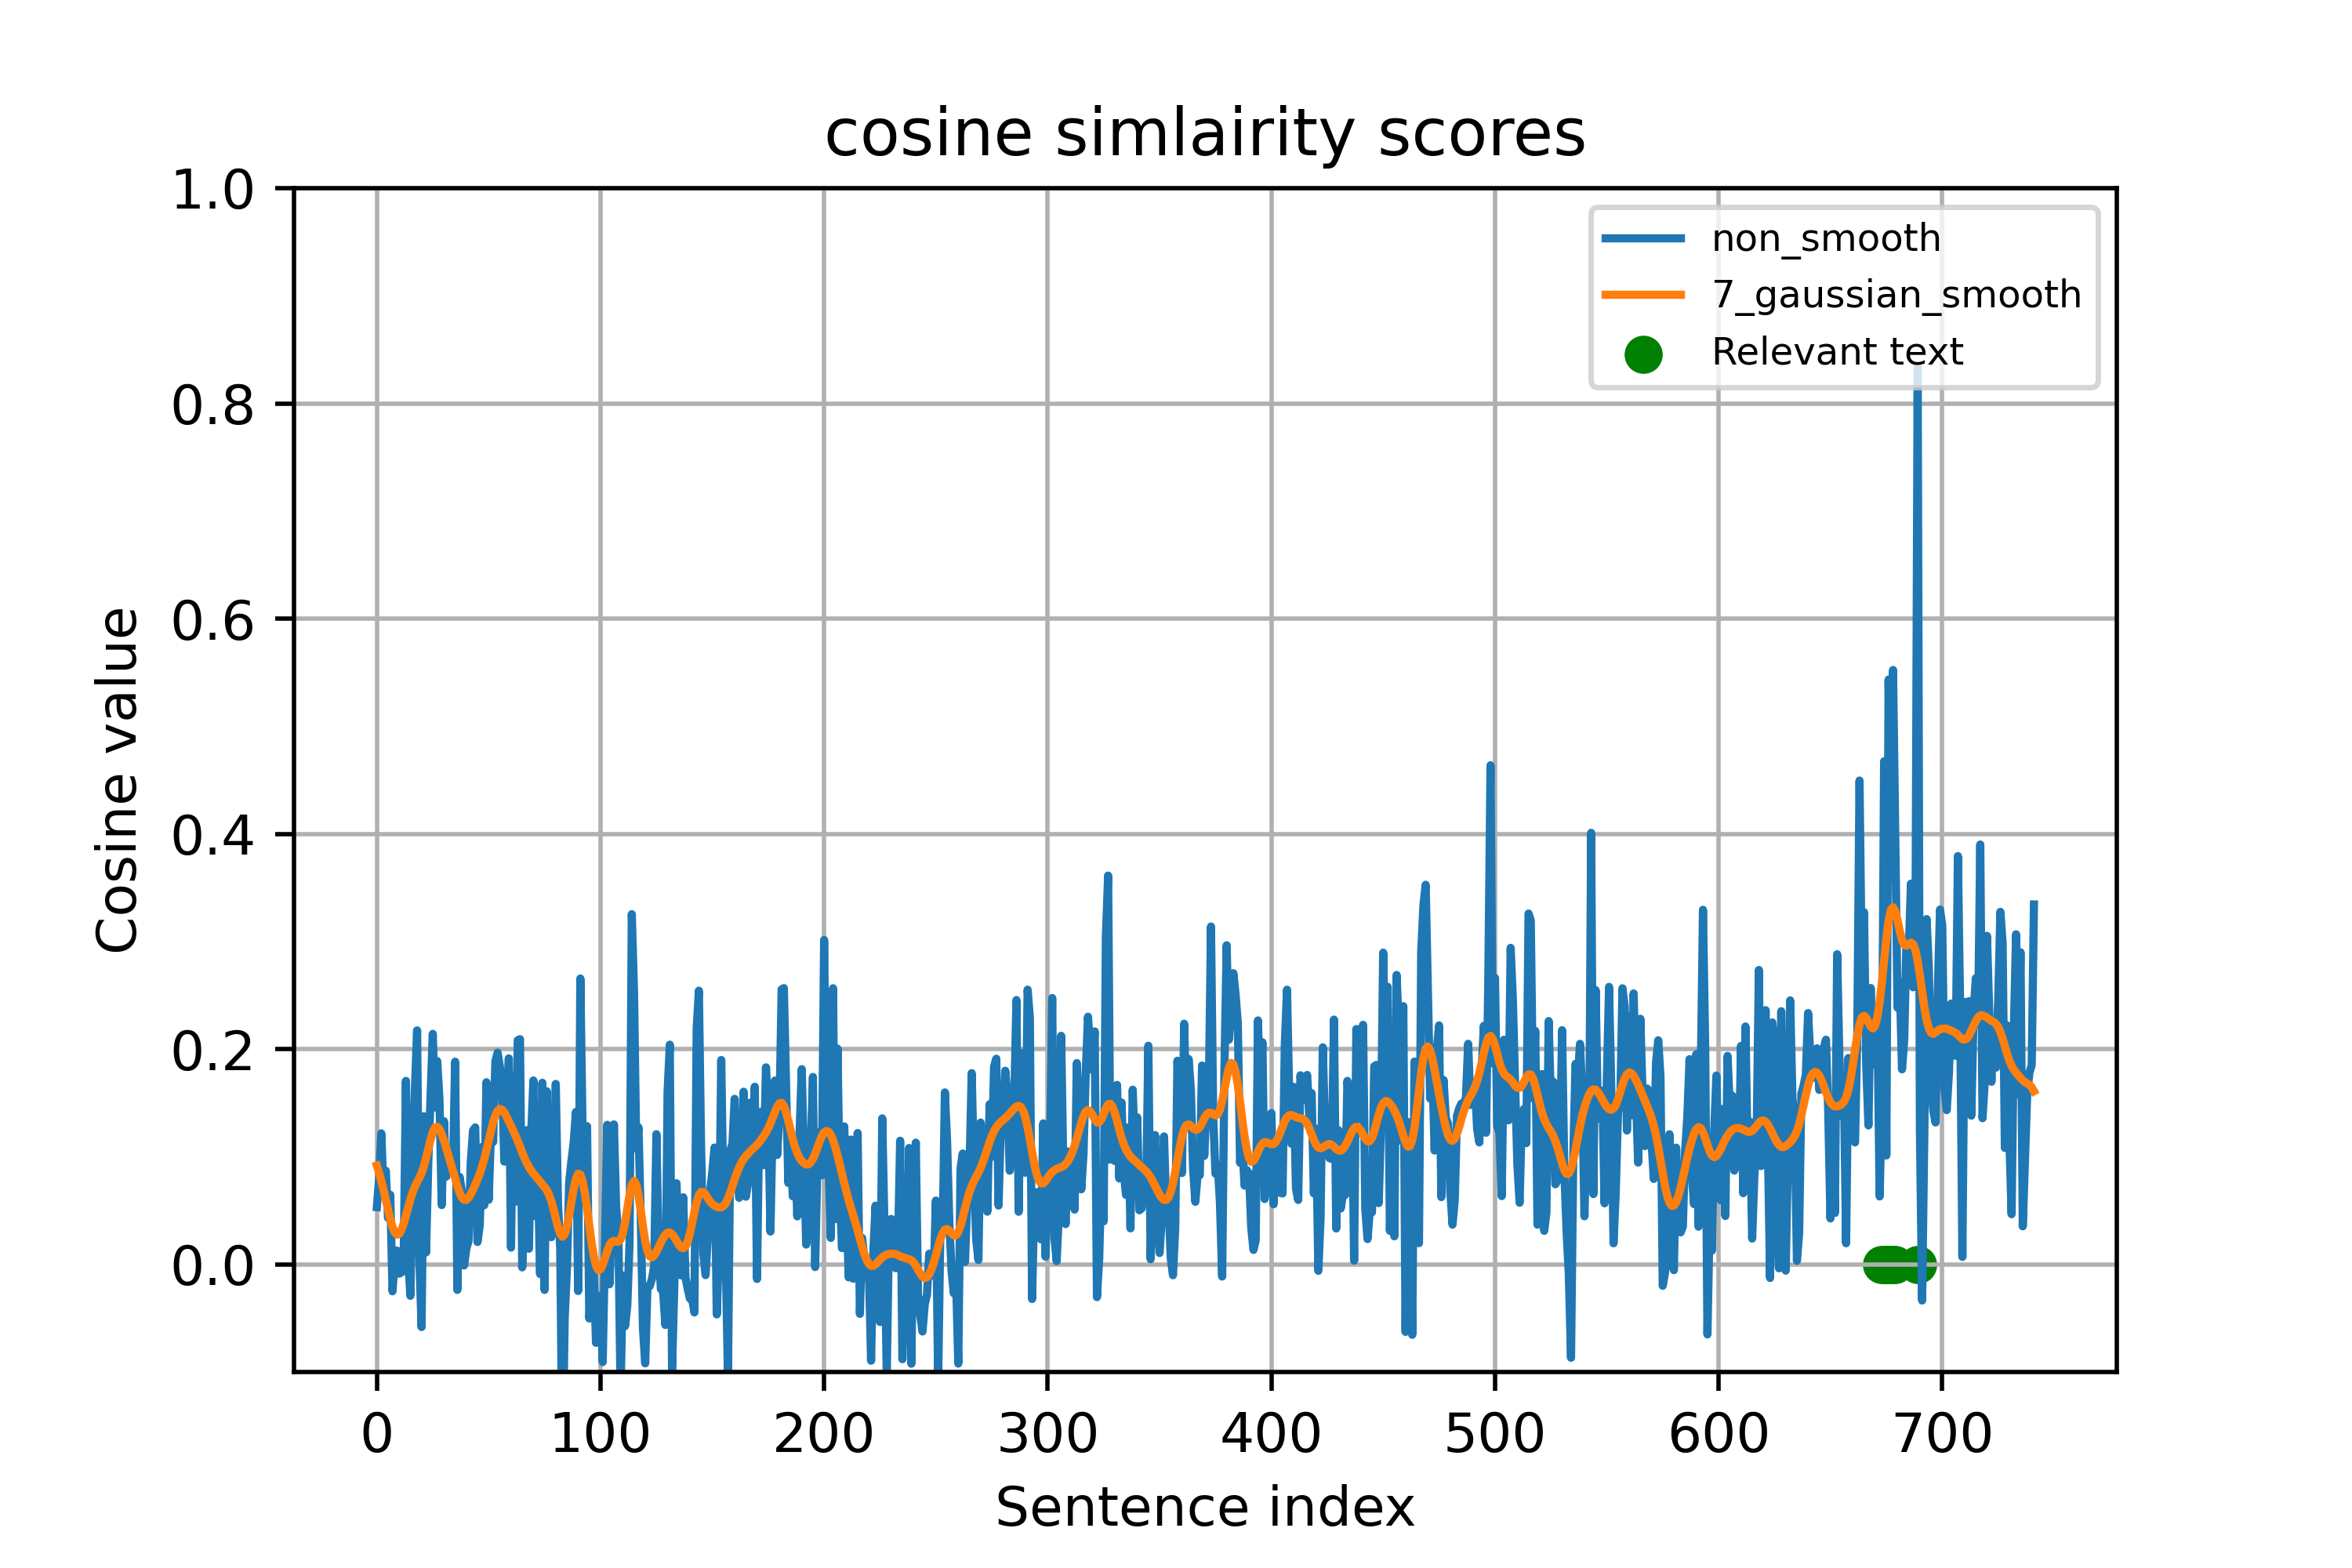 cosine simlairity scores
1.0
0.8
0.6
0.4
0.2
0.0
Cosine value
non_smooth
7_gaussian_smooth
Relevant text
0 100 200 300 400 500 600 700
Sentence index